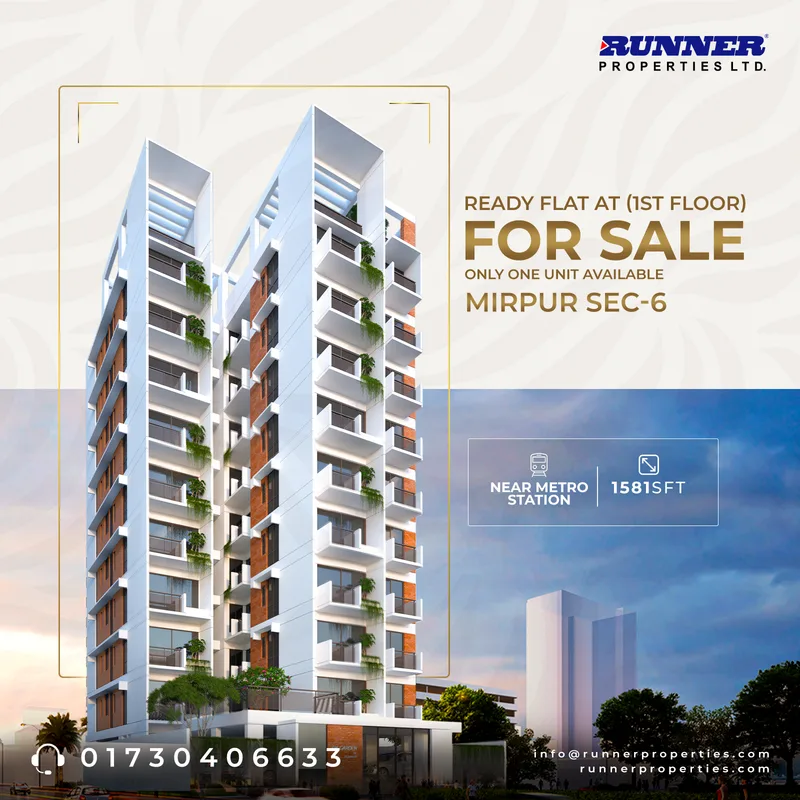 RUNNER
PROPERTIES LTD.
READY FLAT AT (1ST FLOOR)
FOR SALE
ONLY ONE UNIT AVAILABLE
MIRPUR SEC-6
NEAR METRO
STATION
1581SFT
01730406633
info@runnerproperties.com
runnerproperties.com